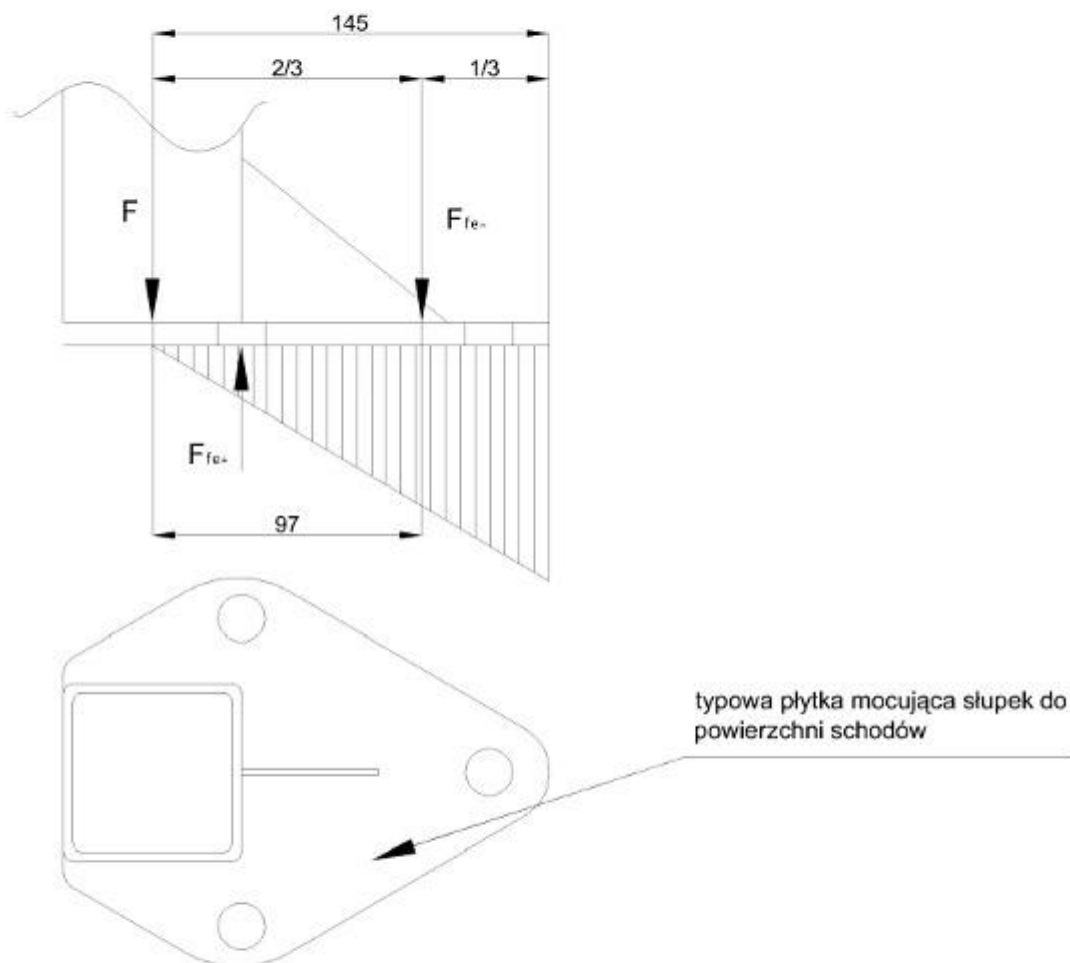 145
2/3 1/3
F
Ffe-
Ffe+
97
typowa płytka mocująca słupek do
powierzchni schodów